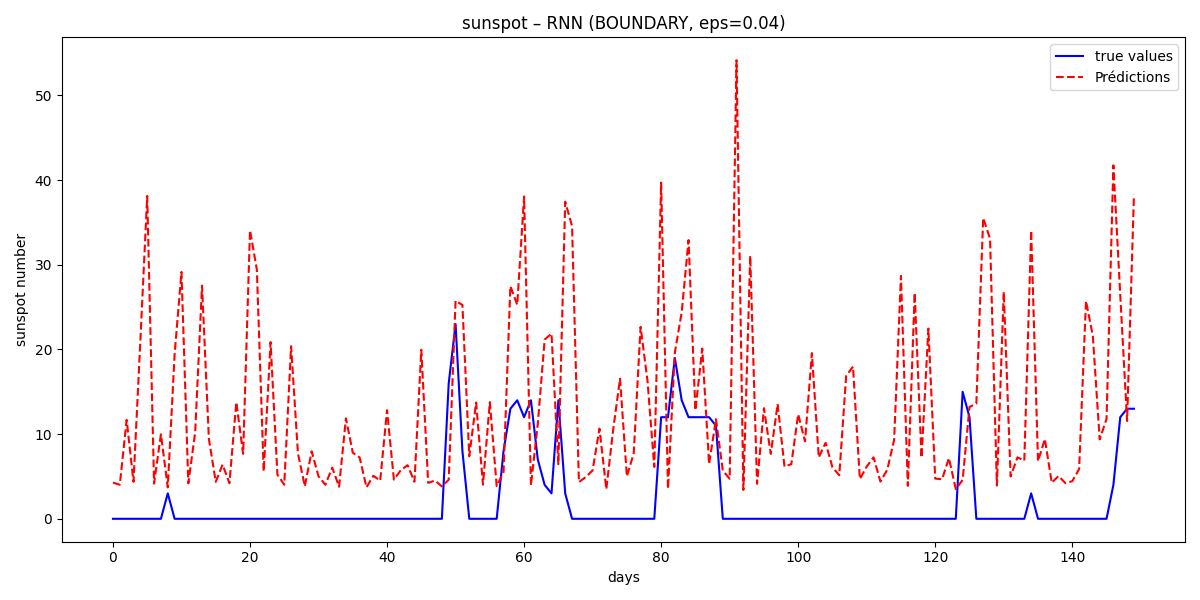 sunspot – RNN (BOUNDARY, eps=0.04)
true values
Prédictions
sunspot number
50
40
30
20
10
0
0 20 40 60 80 100 120 140
days